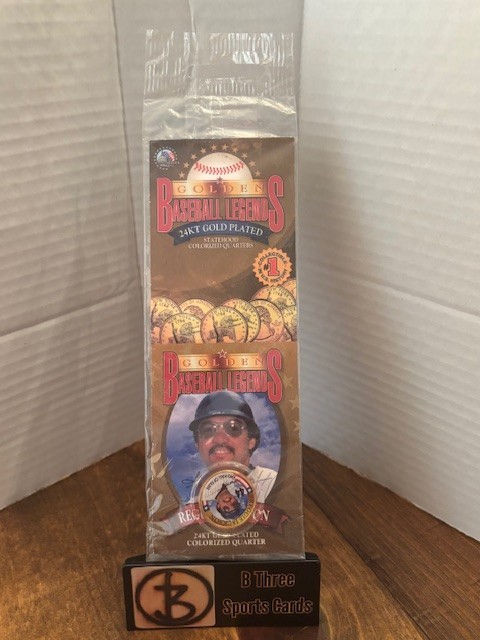 GOLDEN
BASEBALL LEGENDS
24KT GOLD PLATED
STATEHOOD
COLORIZED QUARTERS
#1
GOLDEN
BASEBALL LEGENDS
24KT GOLD PLATED
COLORIZED QUARTER
B Three
Sports Cards